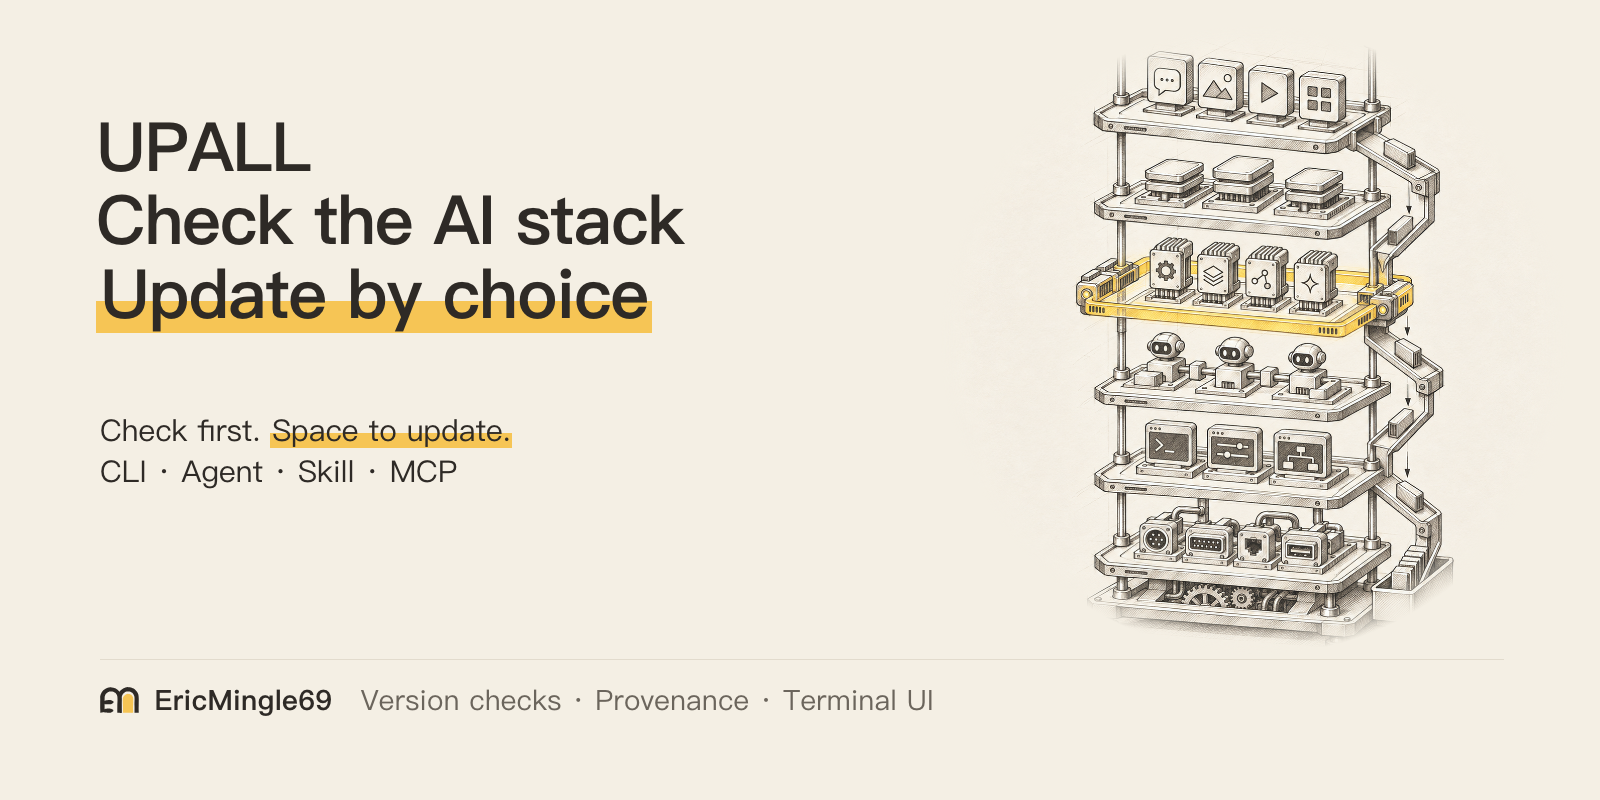 UPALL
Check the AI stack
Update by choice
Check first. Space to update.
CLI · Agent · Skill · MCP
EricMingle69 Version checks · Provenance · Terminal UI